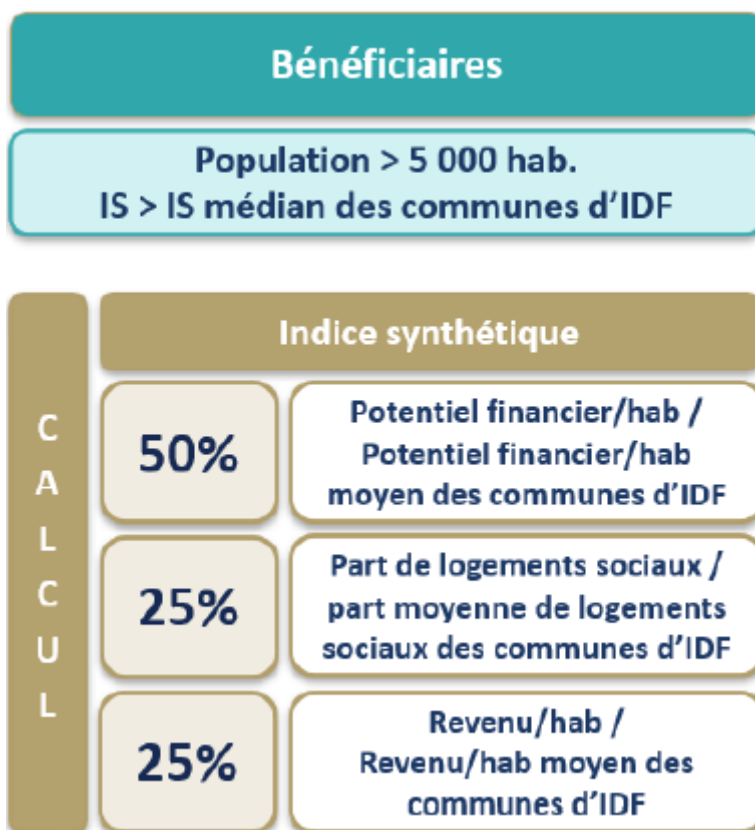 Bénéficiaires
Population > 5 000 hab.
IS > IS médian des communes d'IDF
CALCUL
Indice synthétique
50%
Potentiel financier/hab /
Potentiel financier/hab
moyen des communes d'IDF
25%
Part de logements sociaux /
part moyenne de logements
sociaux des communes d'IDF
25%
Revenu/hab /
Revenu/hab moyen des
communes d'IDF